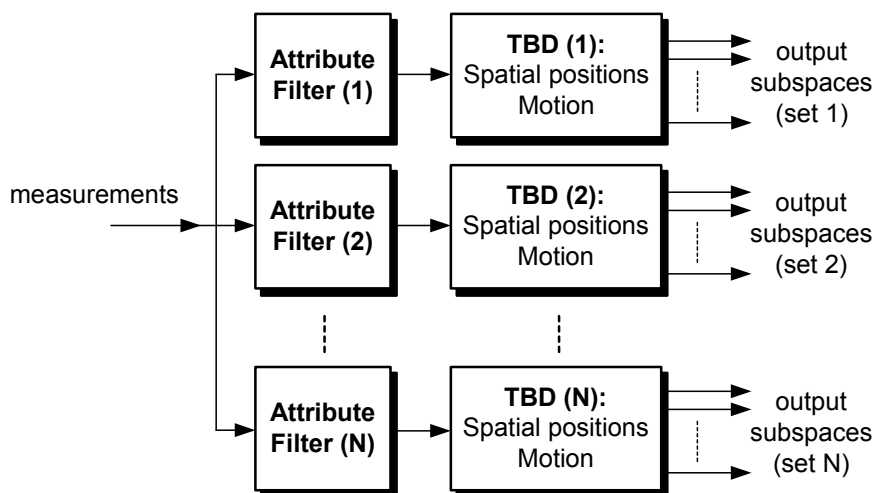 measurements
Attribute
Filter (1)
TBD (1):
Spatial positions
Motion
output
subspaces
(set 1)
Attribute
Filter (2)
TBD (2):
Spatial positions
Motion
output
subspaces
(set 2)
Attribute
Filter (N)
TBD (N):
Spatial positions
Motion
output
subspaces
(set N)